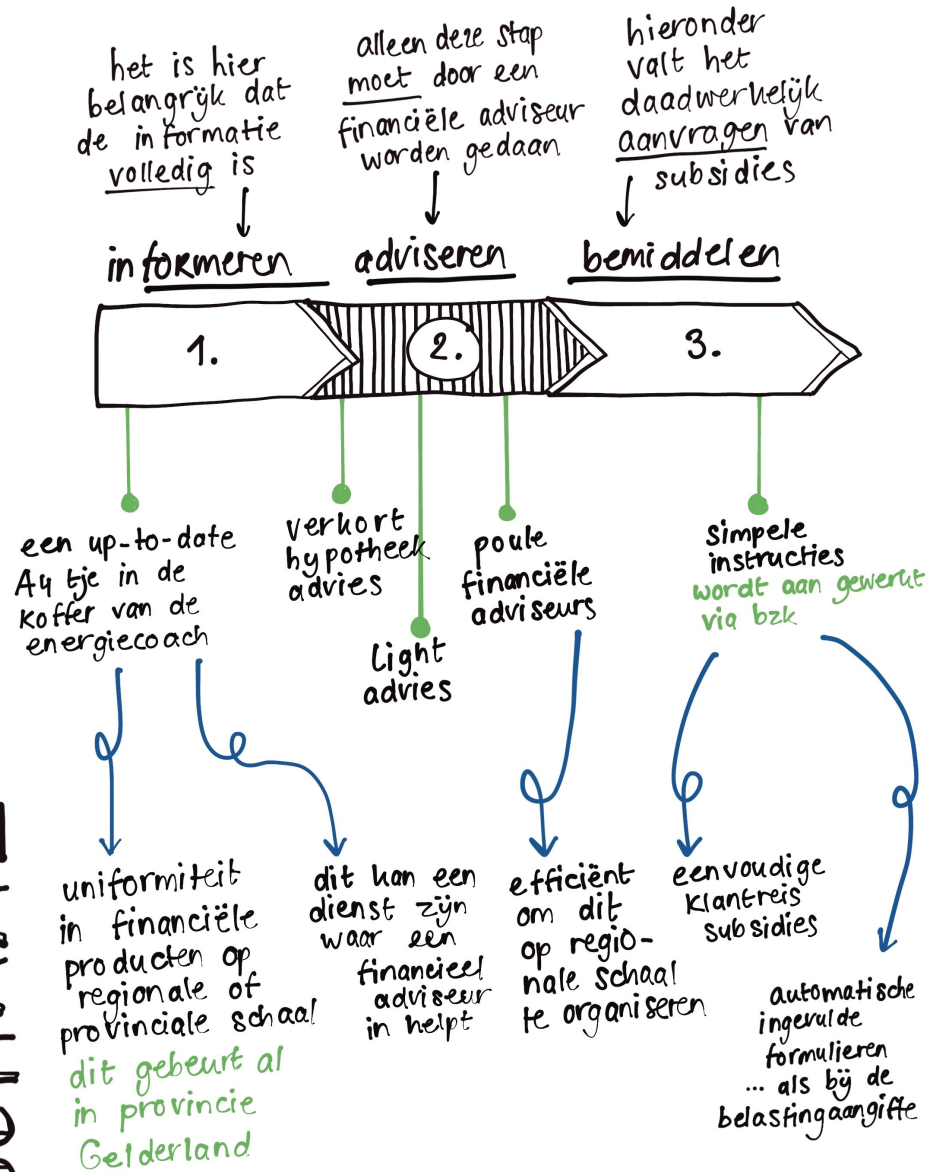 het is hier
belangrijk dat
de informatie
volledig is
alleen deze stap
moet door een
financiële adviseur
worden gedaan
hieronder
valt het
daadwerkelijk
aanvragen van
subsidies
informeren
adviseren
bemiddelen
1.
2.
3.
een up-to-date
A4 tje in de
koffer van de
energiecoach
verkort
hypotheek
advies
light
advies
poule
financiële
adviseurs
simpele
instructies
wordt aan gewerkt
via bzk
uniformiteit
in financiële
producten op
regionale of
provinciale schaal
dit gebeurt al
in provincie
Gelderland
dit kan een
dienst zijn
waar een
financieel
adviseur
in helpt
efficiënt
om dit
op regio-
nale schaal
te organiseren
eenvoudige
klantreis
subsidies
automatische
ingevulde
formulieren
... als bij de
belastingaangifte